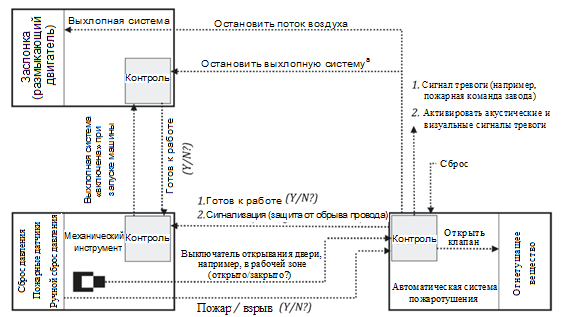 Заслонка
(размыкающий
двигатель)
Выхлопная система
Контроль
Остановить поток воздуха
Остановить выхлопную системуª
1. Сигнал тревоги (например,
пожарная команда завода)
2. Активировать акустические и
визуальные сигналы тревоги
Выхлопная система
«включена» при
запуске машины
Готов к работе
(Y/N?)
Сброс
1.Готов к работе (Y/N?)
2.Сигнализация (защита от обрыва провода)
Сброс давления
Пожарные датчики
Ручной сброс давления
Механический
инструмент
Контроль
Выключатель открывания двери,
например, в рабочей зоне
(открыто/закрыто?)
Пожар / взрыв (Y/N?)
Контроль
Открыть
клапан
Автоматическая система
пожаротушения
Огнетушащее
вещество